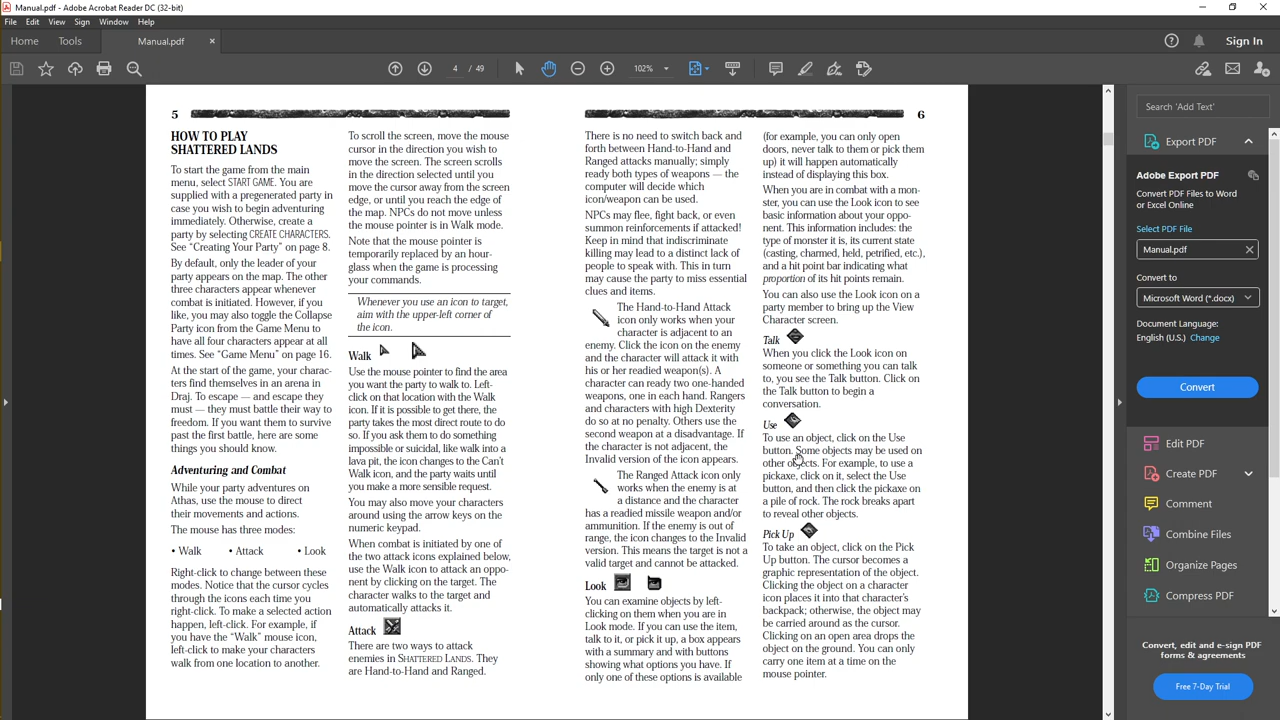 Manual.pdf - Adobe Acrobat Reader DC (32-bit)
File Edit View Sign Window Help
Home Tools Manual.pdf × Sign In
4 / 49 102%
5
HOW TO PLAY
SHATTERED LANDS
To start the game from the main
menu, select START GAME. You are
supplied with a pregenerated party in
case you wish to begin adventuring
immediately. Otherwise, create a
party by selecting CREATE CHARACTERS.
See “Creating Your Party” on page 8.
By default, only the leader of your
party appears on the map. The other
three characters appear whenever
combat is initiated. However, if you
like, you may also toggle the Collapse
Party icon from the Game Menu to
have all four characters appear at all
times. See “Game Menu” on page 16.
At the start of the game, your charac-
ters find themselves in an arena in
Draj. To escape — and escape they
must — they must battle their way to
freedom. If you want them to survive
past the first battle, here are some
things you should know.
Adventuring and Combat
While your party adventures on
Athas, use the mouse to direct
their movements and actions.
The mouse has three modes:
• Walk • Attack • Look
Right-click to change between these
modes. Notice that the cursor cycles
through the icons each time you
right-click. To make a selected action
happen, left-click. For example, if
you have the “Walk” mouse icon,
left-click to make your characters
walk from one location to another.
To scroll the screen, move the mouse
cursor in the direction you wish to
move the screen. The screen scrolls
in the direction selected until you
move the cursor away from the screen
edge, or until you reach the edge of
the map. NPCs do not move unless
the mouse pointer is in Walk mode.
Note that the mouse pointer is
temporarily replaced by an hour-
glass when the game is processing
your commands.
Whenever you use an icon to target,
aim with the upper-left corner of
the icon.
Walk
Use the mouse pointer to find the area
you want the party to walk to. Left-
click on that location with the Walk
icon. If it is possible to get there, the
party takes the most direct route to do
so. If you ask them to do something
impossible or suicidal, like walk into a
lava pit, the icon changes to the Can't
Walk icon, and the party waits until
you make a more sensible request.
You may also move your characters
around using the arrow keys on the
numeric keypad.
When combat is initiated by one of
the two attack icons explained below,
use the Walk icon to attack an oppo-
nent by clicking on the target. The
character walks to the target and
automatically attacks it.
Attack
There are two ways to attack
enemies in SHATTERED LANDS. They
are Hand-to-Hand and Ranged.
6
There is no need to switch back and
forth between Hand-to-Hand and
Ranged attacks manually; simply
ready both types of weapons — the
computer will decide which
icon/weapon can be used.
NPCs may flee, fight back, or even
summon reinforcements if attacked!
Keep in mind that indiscriminate
killing may lead to a distinct lack of
people to speak with. This in turn
may cause the party to miss essential
clues and items.
The Hand-to-Hand Attack
icon only works when your
character is adjacent to an
enemy. Click the icon on the enemy
and the character will attack it with
his or her readied weapon(s). A
character can ready two one-handed
weapons, one in each hand. Rangers
and characters with high Dexterity
do so at no penalty. Others use the
second weapon at a disadvantage. If
the character is not adjacent, the
Invalid version of the icon appears.
The Ranged Attack icon only
works when the enemy is at
a distance and the character
has a readied missile weapon and/or
ammunition. If the enemy is out of
range, the icon changes to the Invalid
version. This means the target is not a
valid target and cannot be attacked.
Look
You can examine objects by left-
clicking on them when you are in
Look mode. If you can use the item,
talk to it, or pick it up, a box appears
with a summary and with buttons
showing what options you have. If
only one of these options is available
(for example, you can only open
doors, never talk to them or pick them
up) it will happen automatically
instead of displaying this box.
When you are in combat with a mon-
ster, you can use the Look icon to see
basic information about your oppo-
nent. This information includes: the
type of monster it is, its current state
(casting, charmed, held, petrified, etc.),
and a hit point bar indicating what
proportion of its hit points remain.
You can also use the Look icon on a
party member to bring up the View
Character screen.
Talk
When you click the Look icon on
someone or something you can talk
to, you see the Talk button. Click on
the Talk button to begin a
conversation.
Use
To use an object, click on the Use
button. Some objects may be used on
other objects. For example, to use a
pickaxe, click on it, select the Use
button, and then click the pickaxe on
a pile of rock. The rock breaks apart
to reveal other objects.
Pick Up
To take an object, click on the Pick
Up button. The cursor becomes a
graphic representation of the object.
Clicking the object on a character
icon places it into that character's
backpack; otherwise, the object may
be carried around as the cursor.
Clicking on an open area drops the
object on the ground. You can only
carry one item at a time on the
mouse pointer.
Search 'Add Text'
Export PDF
Adobe Export PDF
Convert PDF Files to Word
or Excel Online
Select PDF File
Manual.pdf
Convert to
Microsoft Word (*.docx)
Document Language:
English (U.S.) Change
Convert
Edit PDF
Create PDF
Comment
Combine Files
Organize Pages
Compress PDF
Convert, edit and e-sign PDF
forms & agreements
Free 7-Day Trial